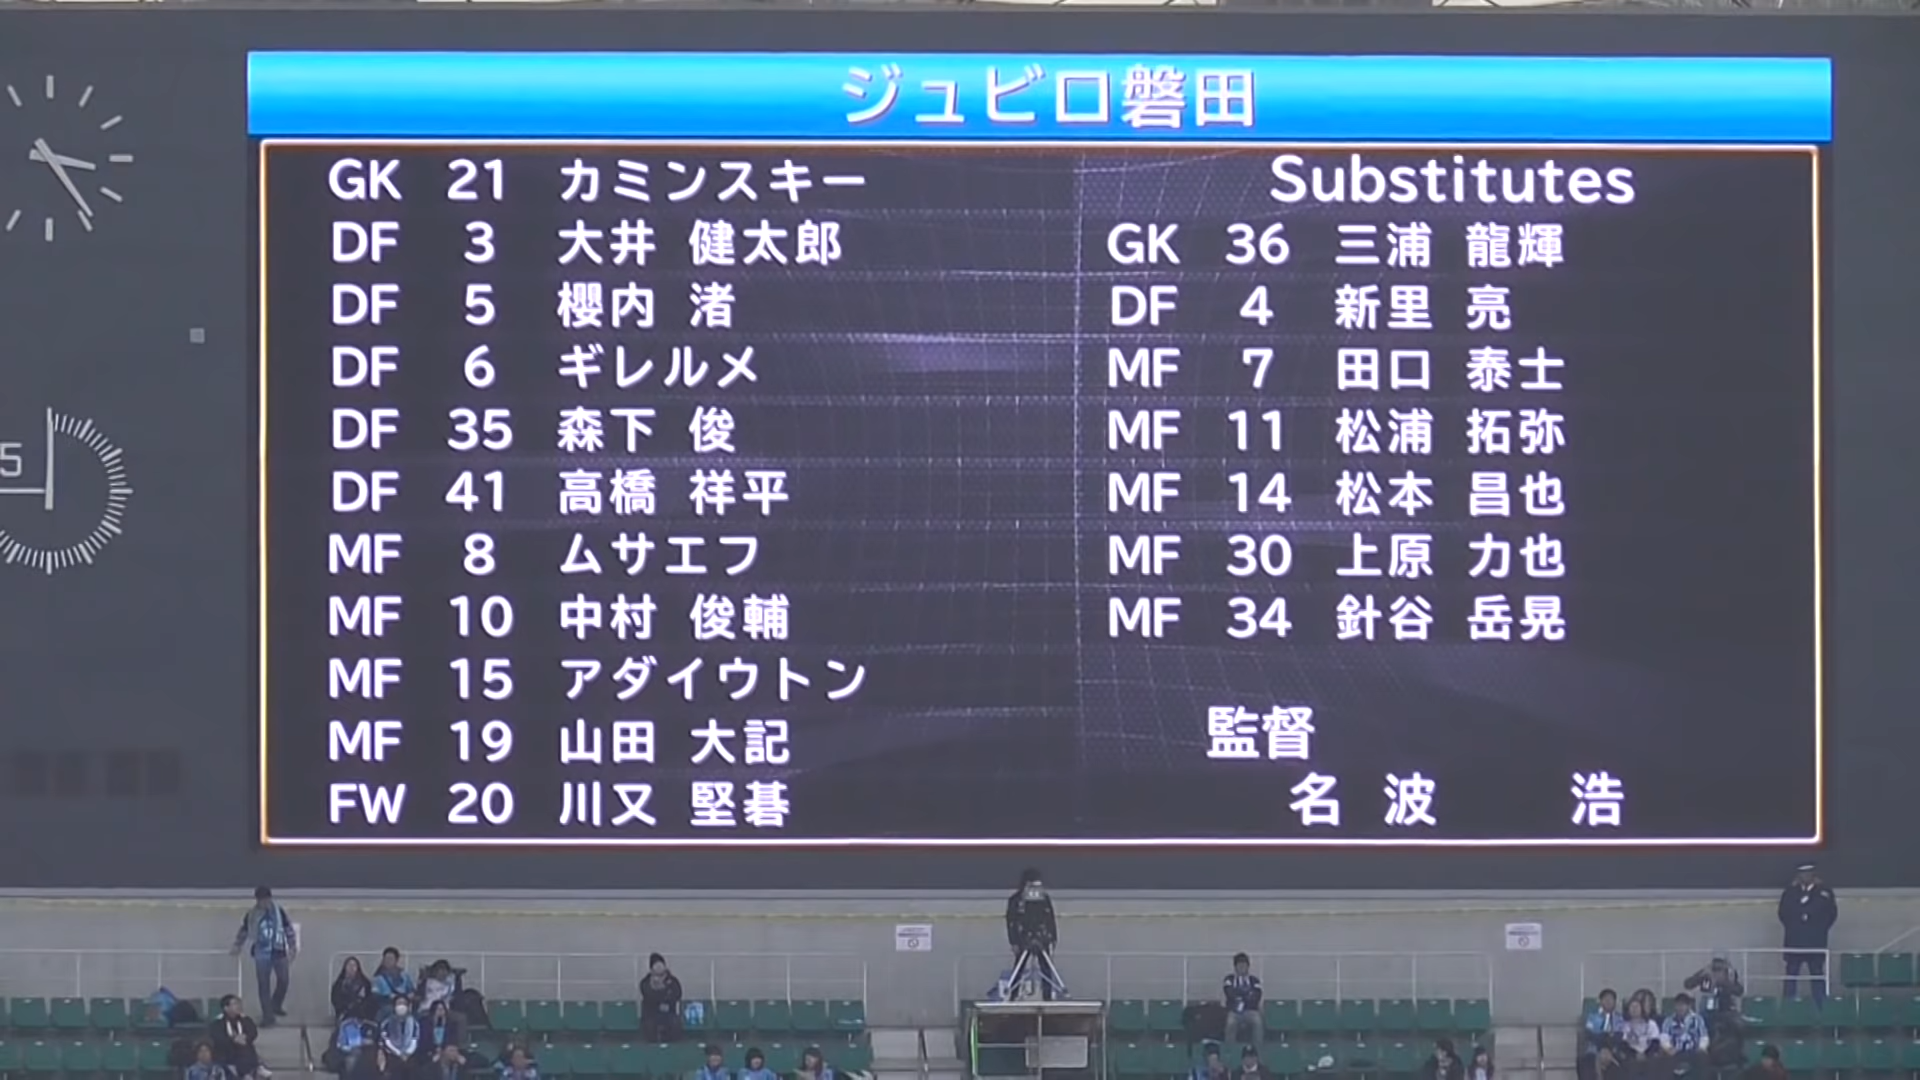 ジュビロ磐田
GK 21 カミンスキー
DF 3 大井 健太郎
DF 5 櫻内 渚
DF 6 ギレルメ
DF 35 森下 俊
DF 41 高橋 祥平
MF 8 ムサエフ
MF 10 中村 俊輔
MF 15 アダイウトン
MF 19 山田 大記
FW 20 川又 堅碁
Substitutes
GK 36 三浦 龍輝
DF 4 新里 亮
MF 7 田口 泰士
MF 11 松浦 拓弥
MF 14 松本 昌也
MF 30 上原 力也
MF 34 針谷 岳晃
監督
名波 浩
5